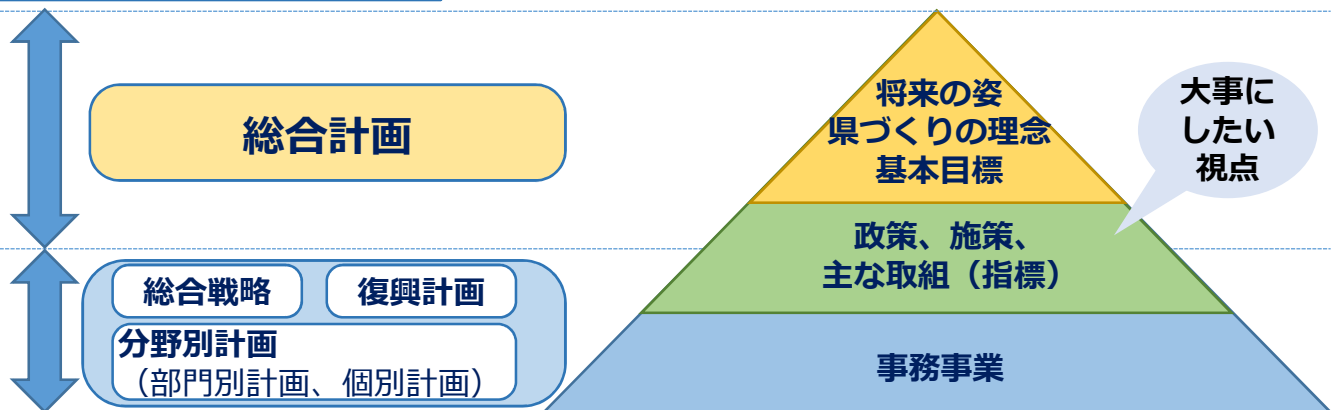 総合計画
将来の姿
県づくりの理念
基本目標
大事に
したい
視点
政策、施策、
主な取組（指標）
総合戦略
復興計画
分野別計画
（部門別計画、個別計画）
事務事業